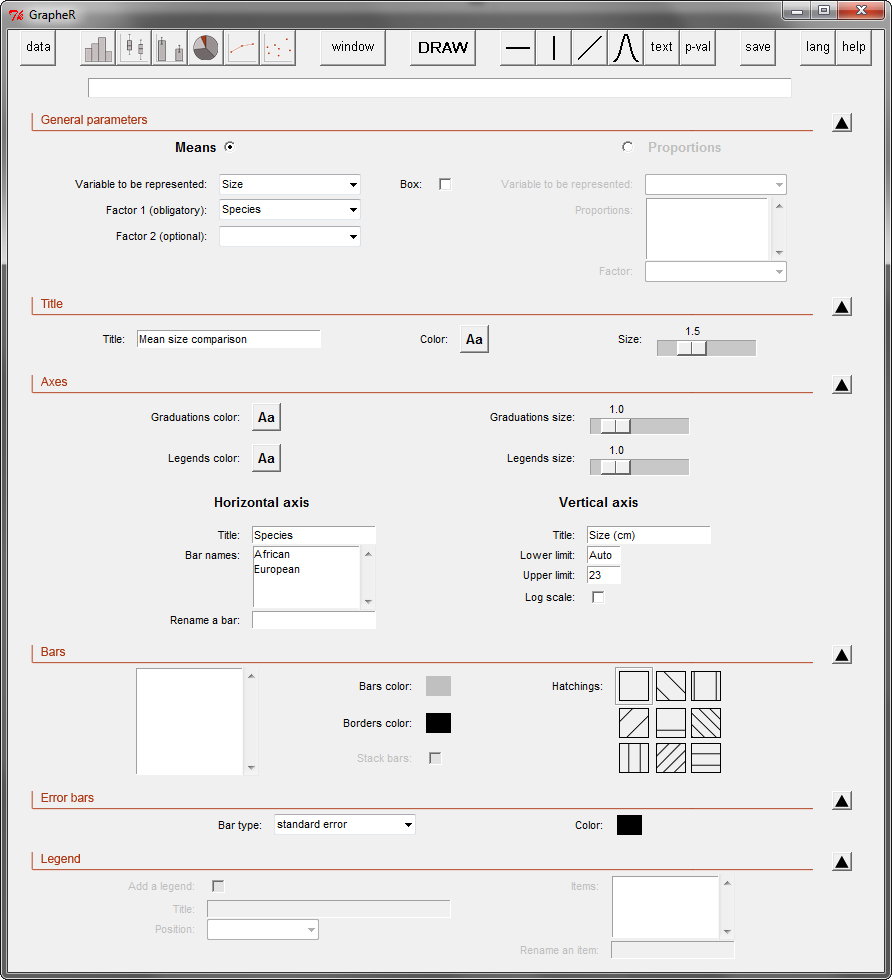 GrapheR
data window DRAW text p-val save lang help
General parameters
Means Proportions
Variable to be represented: Size Box: Variable to be represented:
Factor 1 (obligatory): Species Proportions:
Factor 2 (optional):
Factor:
Title
Title: Mean size comparison Color: Aa Size: 1.5
Axes
Graduations color: Aa Graduations size: 1.0
Legends color: Aa Legends size: 1.0
Horizontal axis Vertical axis
Title: Species Title: Size (cm)
Bar names: African Lower limit: Auto
European Upper limit: 23
Log scale:
Rename a bar:
Bars
Bars color: Hatchings:
Borders color:
Stack bars:
Error bars
Bar type: standard error Color:
Legend
Add a legend: Items:
Title:
Position:
Rename an item: